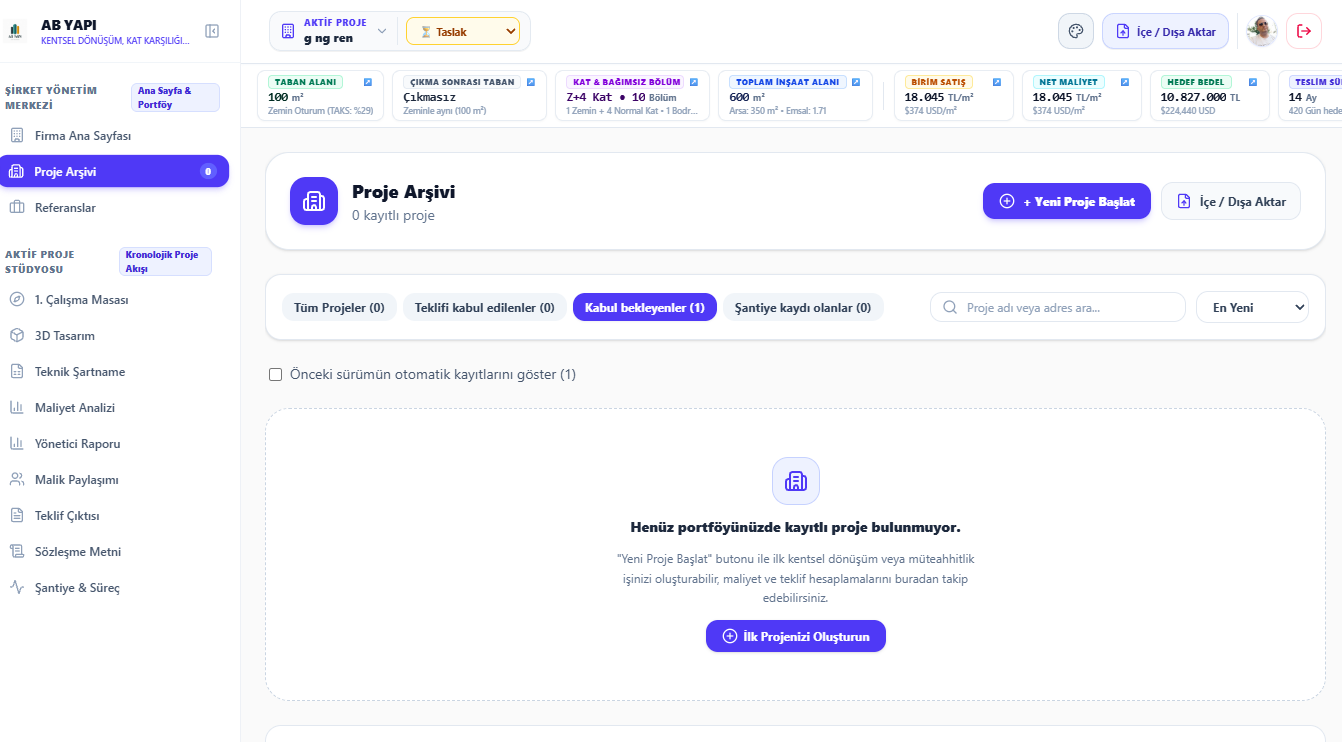 AB YAPI
KENTSEL DÖNÜŞÜM, KAT KARŞILIĞI...
ŞİRKET YÖNETİM MERKEZİ
Ana Sayfa & Portföy
Firma Ana Sayfası
Proje Arşivi 0
Referanslar
AKTİF PROJE STÜDYOSU
Kronolojik Proje Akışı
1. Çalışma Masası
3D Tasarım
Teknik Şartname
Maliyet Analizi
Yönetici Raporu
Malik Paylaşımı
Teklif Çıktısı
Sözleşme Metni
Şantiye & Süreç
AKTİF PROJE
g ng ren
Taslak
İçe / Dışa Aktar
TABAN ALANI
100 m²
Zemin Oturum (TAKS: %29)
ÇIKMA SONRASI TABAN
Çıkmasız
Zeminle aynı (100 m²)
KAT & BAĞIMSIZ BÖLÜM
Z+4 Kat • 10 Bölüm
1 Zemin + 4 Normal Kat • 1 Bodr...
TOPLAM İNŞAAT ALANI
600 m²
Arsa: 350 m² • Emsal: 1.71
BİRİM SATIŞ
18.045 TL/m²
$374 USD/m²
NET MALİYET
18.045 TL/m²
$374 USD/m²
HEDEF BEDEL
10.827.000 TL
$224,440 USD
TESLİM SÜ
14 Ay
420 Gün hede
Proje Arşivi
0 kayıtlı proje
+ Yeni Proje Başlat
İçe / Dışa Aktar
Tüm Projeler (0)
Teklifi kabul edilenler (0)
Kabul bekleyenler (1)
Şantiye kaydı olanlar (0)
Proje adı veya adres ara...
En Yeni
Önceki sürümün otomatik kayıtlarını göster (1)
Henüz portföyünüzde kayıtlı proje bulunmuyor.
"Yeni Proje Başlat" butonu ile ilk kentsel dönüşüm veya müteahhitlik
işinizi oluşturabilir, maliyet ve teklif hesaplamalarını buradan takip
edebilirsiniz.
İlk Projenizi Oluşturun